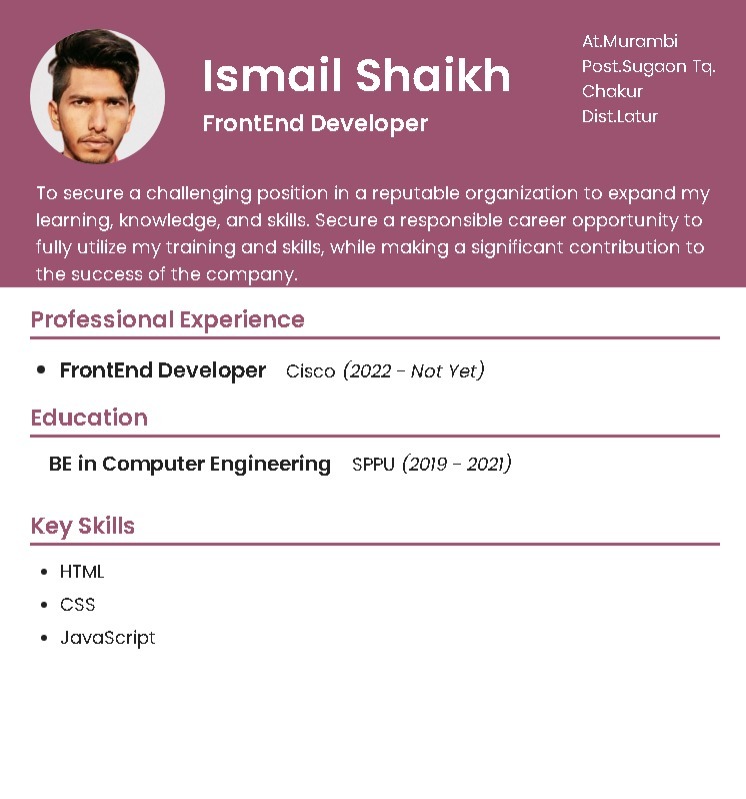 Ismail Shaikh
FrontEnd Developer
At.Murambi
Post.Sugaon Tq.
Chakur
Dist.Latur
To secure a challenging position in a reputable organization to expand my
learning, knowledge, and skills. Secure a responsible career opportunity to
fully utilize my training and skills, while making a significant contribution to
the success of the company.
Professional Experience
• FrontEnd Developer Cisco (2022 - Not Yet)
Education
BE in Computer Engineering SPPU (2019 - 2021)
Key Skills
• HTML
• CSS
• JavaScript